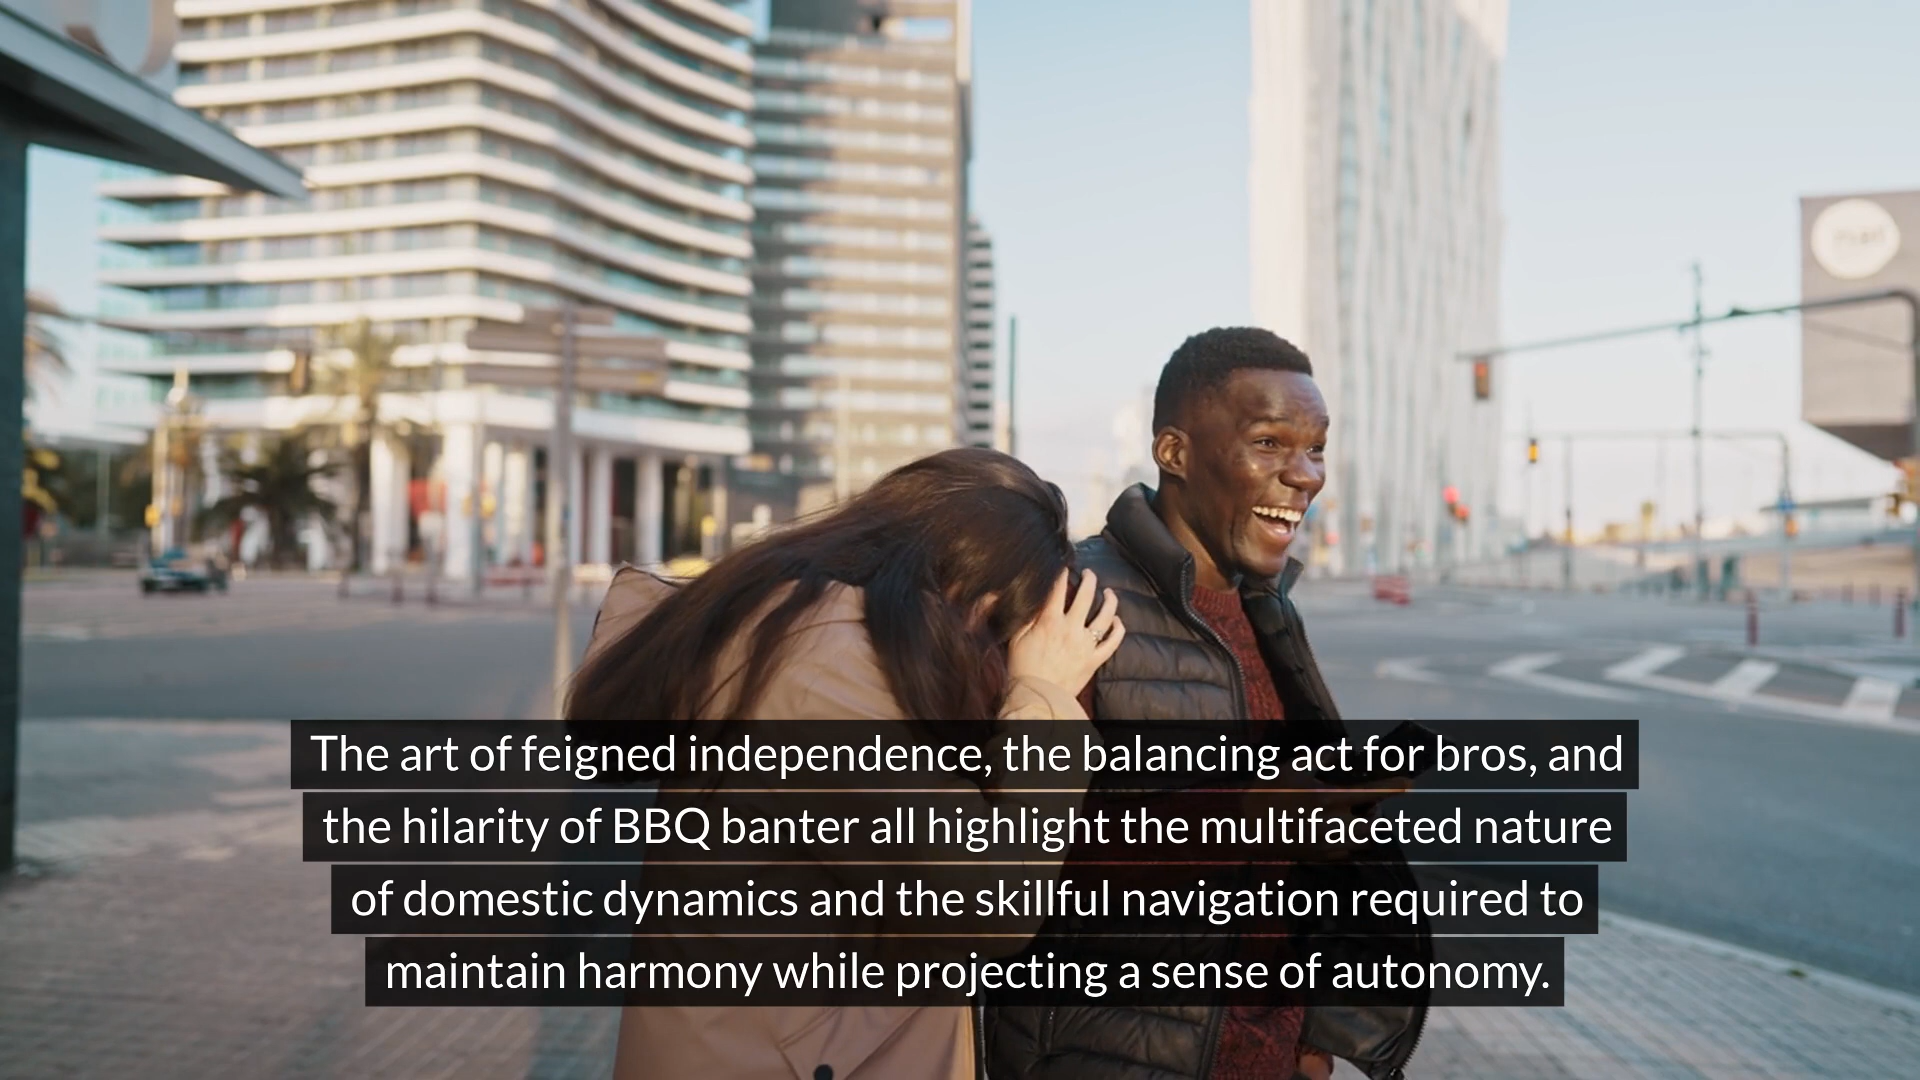 The art of feigned independence, the balancing act for bros, and
the hilarity of BBQ banter all highlight the multifaceted nature
of domestic dynamics and the skillful navigation required to
maintain harmony while projecting a sense of autonomy.